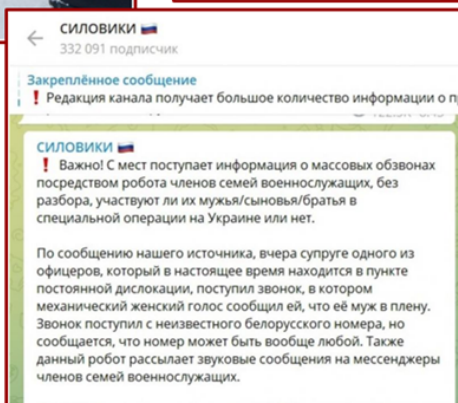 СИЛОВИКИ 🇷🇺
332 091 подписчик
Закреплённое сообщение
❗ Редакция канала получает большое количество информации о
СИЛОВИКИ 🇷🇺
❗ Важно! С мест поступает информация о массовых обзвонах
посредством робота членов семей военнослужащих, без
разбора, участвуют ли их мужья/сыновья/братья в
специальной операции на Украине или нет.
По сообщению нашего источника, вчера супруге одного из
офицеров, который в настоящее время находится в пункте
постоянной дислокации, поступил звонок, в котором
механический женский голос сообщил ей, что её муж в плену.
Звонок поступил с неизвестного белорусского номера, но
сообщается, что номер может быть вообще любой. Также
данный робот рассылает звуковые сообщения на мессенджеры
членов семей военнослужащих.